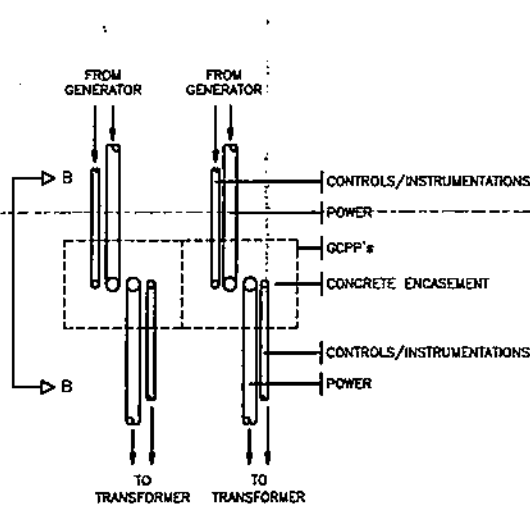 FROM
GENERATOR
FROM
GENERATOR
B
CONTROLS/INSTRUMENTATIONS
POWER
GCPP's
CONCRETE ENCASEMENT
CONTROLS/INSTRUMENTATIONS
B
POWER
TO
TRANSFORMER
TO
TRANSFORMER